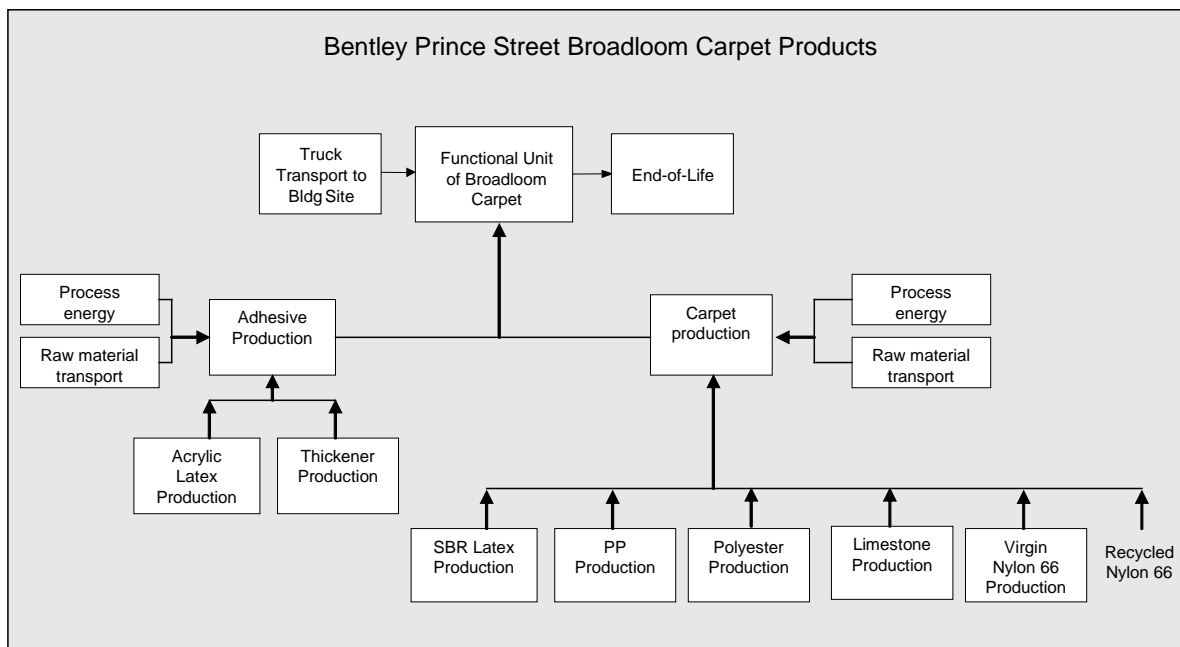 Bentley Prince Street Broadloom Carpet Products
Truck
Transport to
Bldg Site
Functional Unit
of Broadloom
Carpet
End-of-Life
Process
energy
Raw material
transport
Adhesive
Production
Carpet
production
Process
energy
Raw material
transport
Acrylic
Latex
Production
Thickener
Production
SBR Latex
Production
PP
Production
Polyester
Production
Limestone
Production
Virgin
Nylon 66
Production
Recycled
Nylon 66